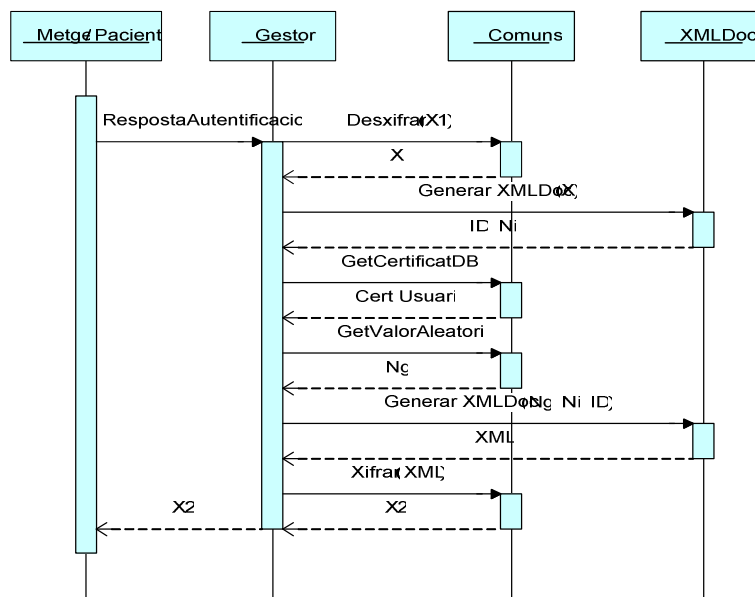 Metge/Pacient
Gestor
Comuns
XMLDoc
RespostaAutentificacio
Desxifrar(X1)
X
Generar XMLDoc(X)
ID, Ni
GetCertificatDB
Cert Usuari
GetValorAleatori
Ng
Generar XMLDoc(Ng, Ni, ID)
XML
Xifrar(XML)
X2
X2